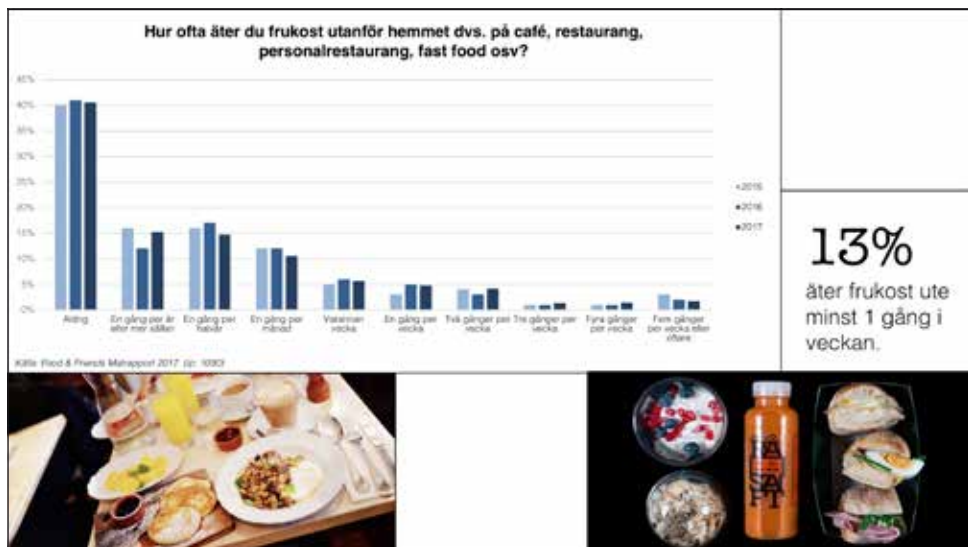 Hur ofta äter du frukost utanför hemmet dvs. på café, restaurang,
personalrestaurang, fast food osv?
45%
40%
35%
30%
25%
20%
15%
10%
5%
0%
Aldrig
En gång per år
eller mer sällan
En gång per
halvår
En gång per
månad
Varannan
vecka
En gång per
vecka
Två gånger per
vecka
Tre gånger per
vecka
Fyra gånger
per vecka
Fem gånger
per vecka eller
oftare
2015
2016
2017
Källa: Food & Friends Matrapport 2017
13%
äter frukost ute
minst 1 gång i
veckan.